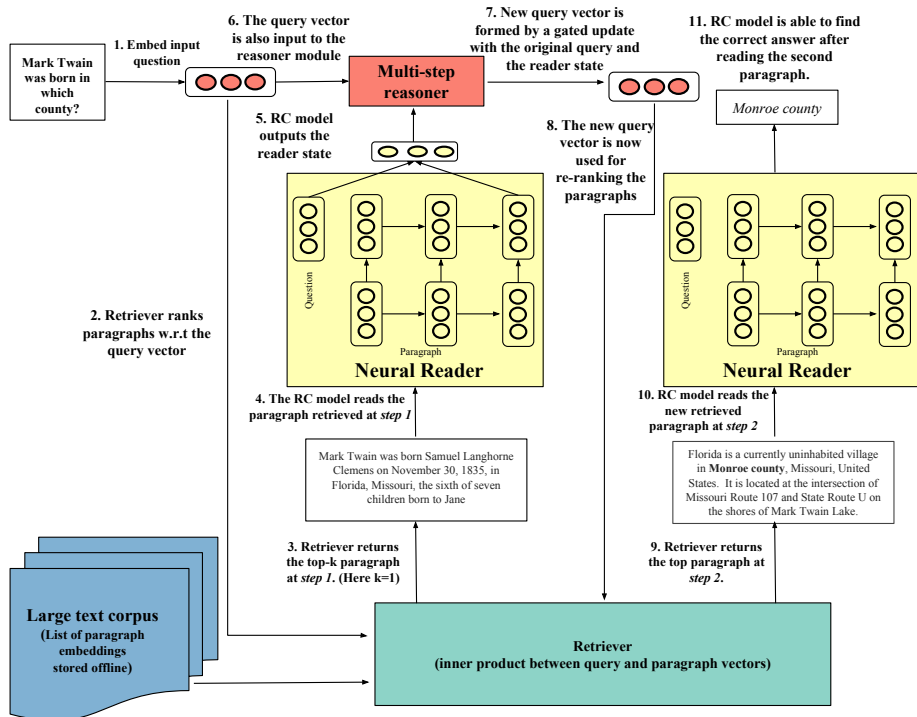 Mark Twain
was born in
which
county?
1. Embed input
question
6. The query vector
is also input to the
reasoner module
Multi-step
reasoner
7. New query vector is
formed by a gated update
with the original query and
the reader state
11. RC model is able to find
the correct answer after
reading the second
paragraph.
Monroe county
5. RC model
outputs the
reader state
8. The new query
vector is now
used for
re-ranking the
paragraphs
2. Retriever ranks
paragraphs w.r.t the
query vector
Question
Paragraph
Neural Reader
Question
Paragraph
Neural Reader
4. The RC model reads the
paragraph retrieved at step 1
10. RC model reads
the new retrieved
paragraph at step 2
Mark Twain was born Samuel Langhorne
Clemens on November 30, 1835, in
Florida, Missouri, the sixth of seven
children born to Jane
Florida is a currently uninhabited village
in Monroe county, Missouri, United
States. It is located at the intersection of
Missouri Route 107 and State Route U on
the shores of Mark Twain Lake.
3. Retriever returns
the top-k paragraph
at step 1. (Here k=1)
9. Retriever returns
the top paragraph at
step 2.
Large text corpus
(List of paragraph
embeddings
stored offline)
Retriever
(inner product between query and paragraph vectors)